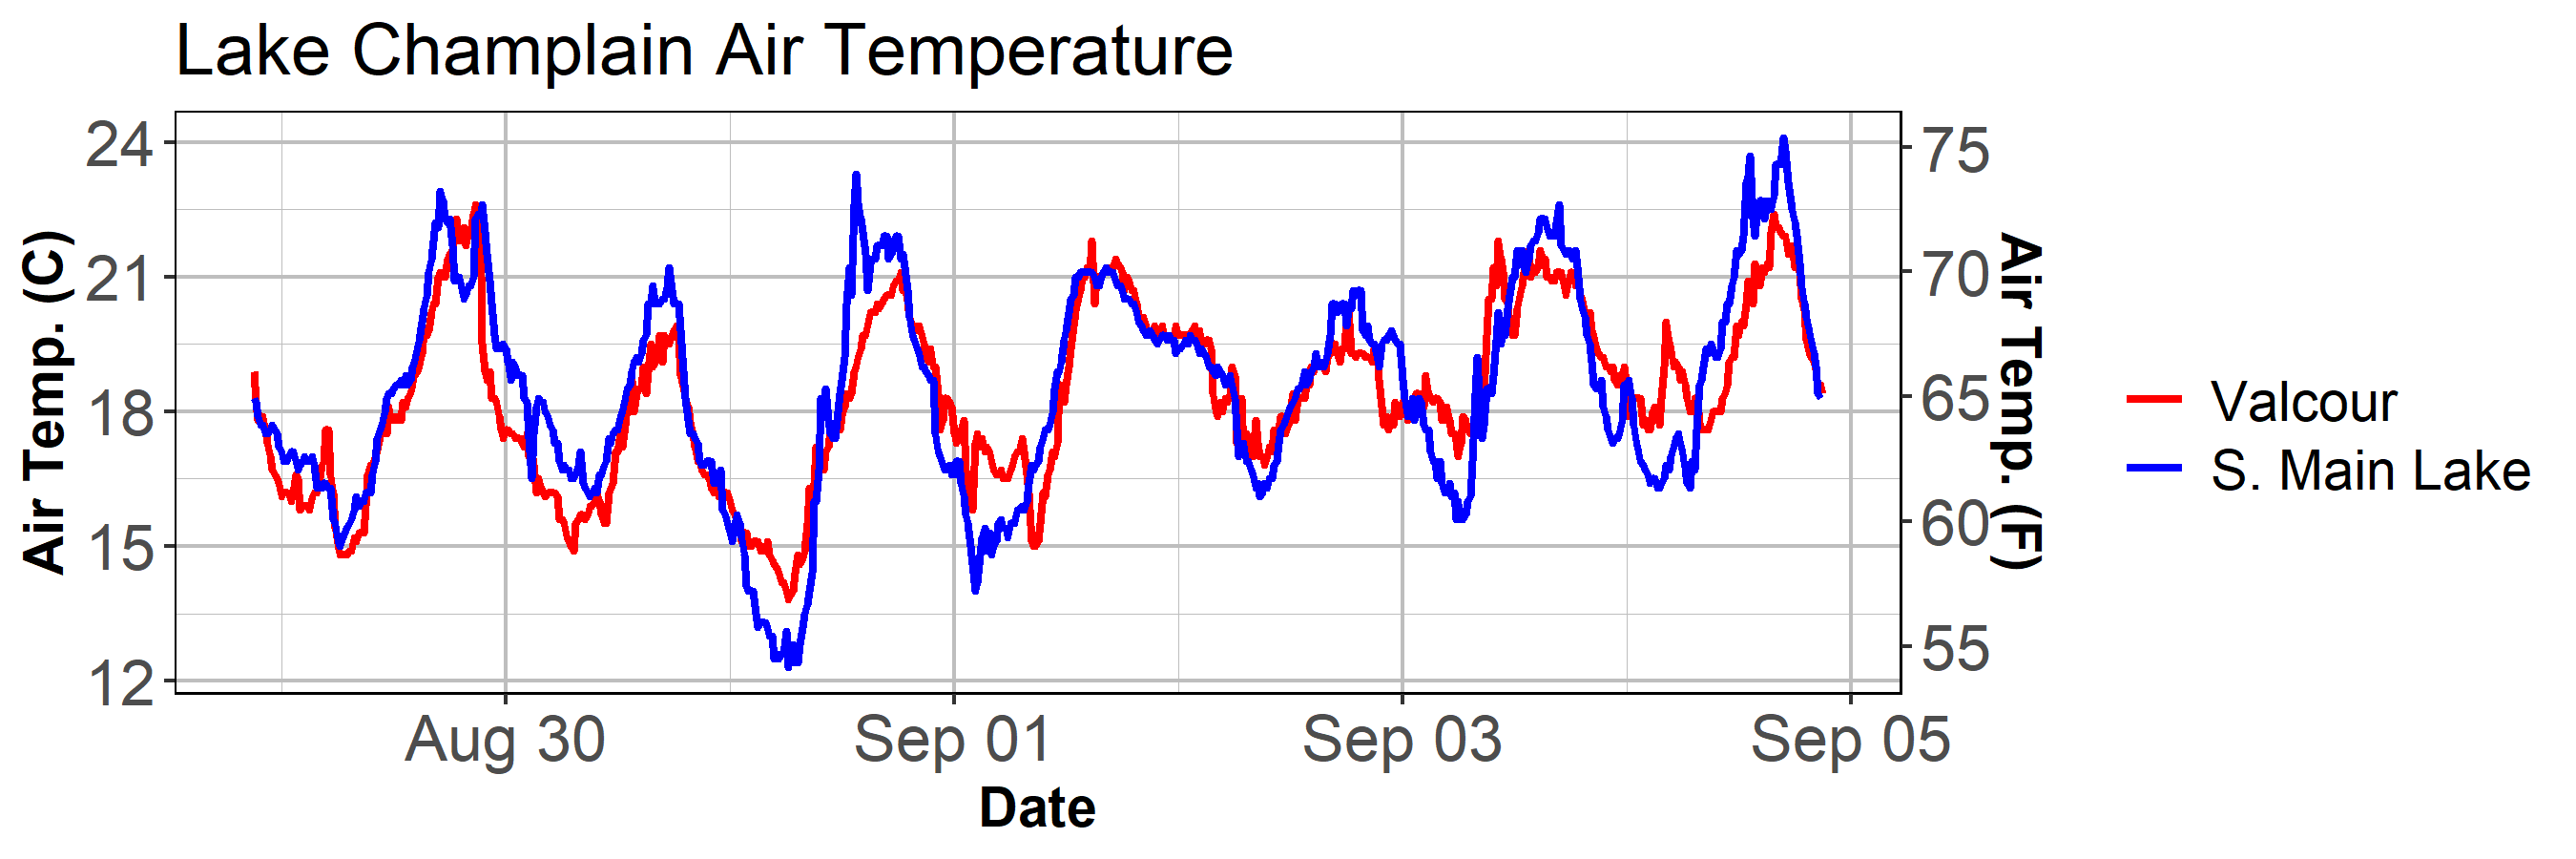 Lake Champlain Air Temperature
Air Temp. (C)
24
21
18
15
12
75
70
65
60
55
Air Temp. (F)
Aug 30
Sep 01
Sep 03
Sep 05
Date
Valcour
S. Main Lake